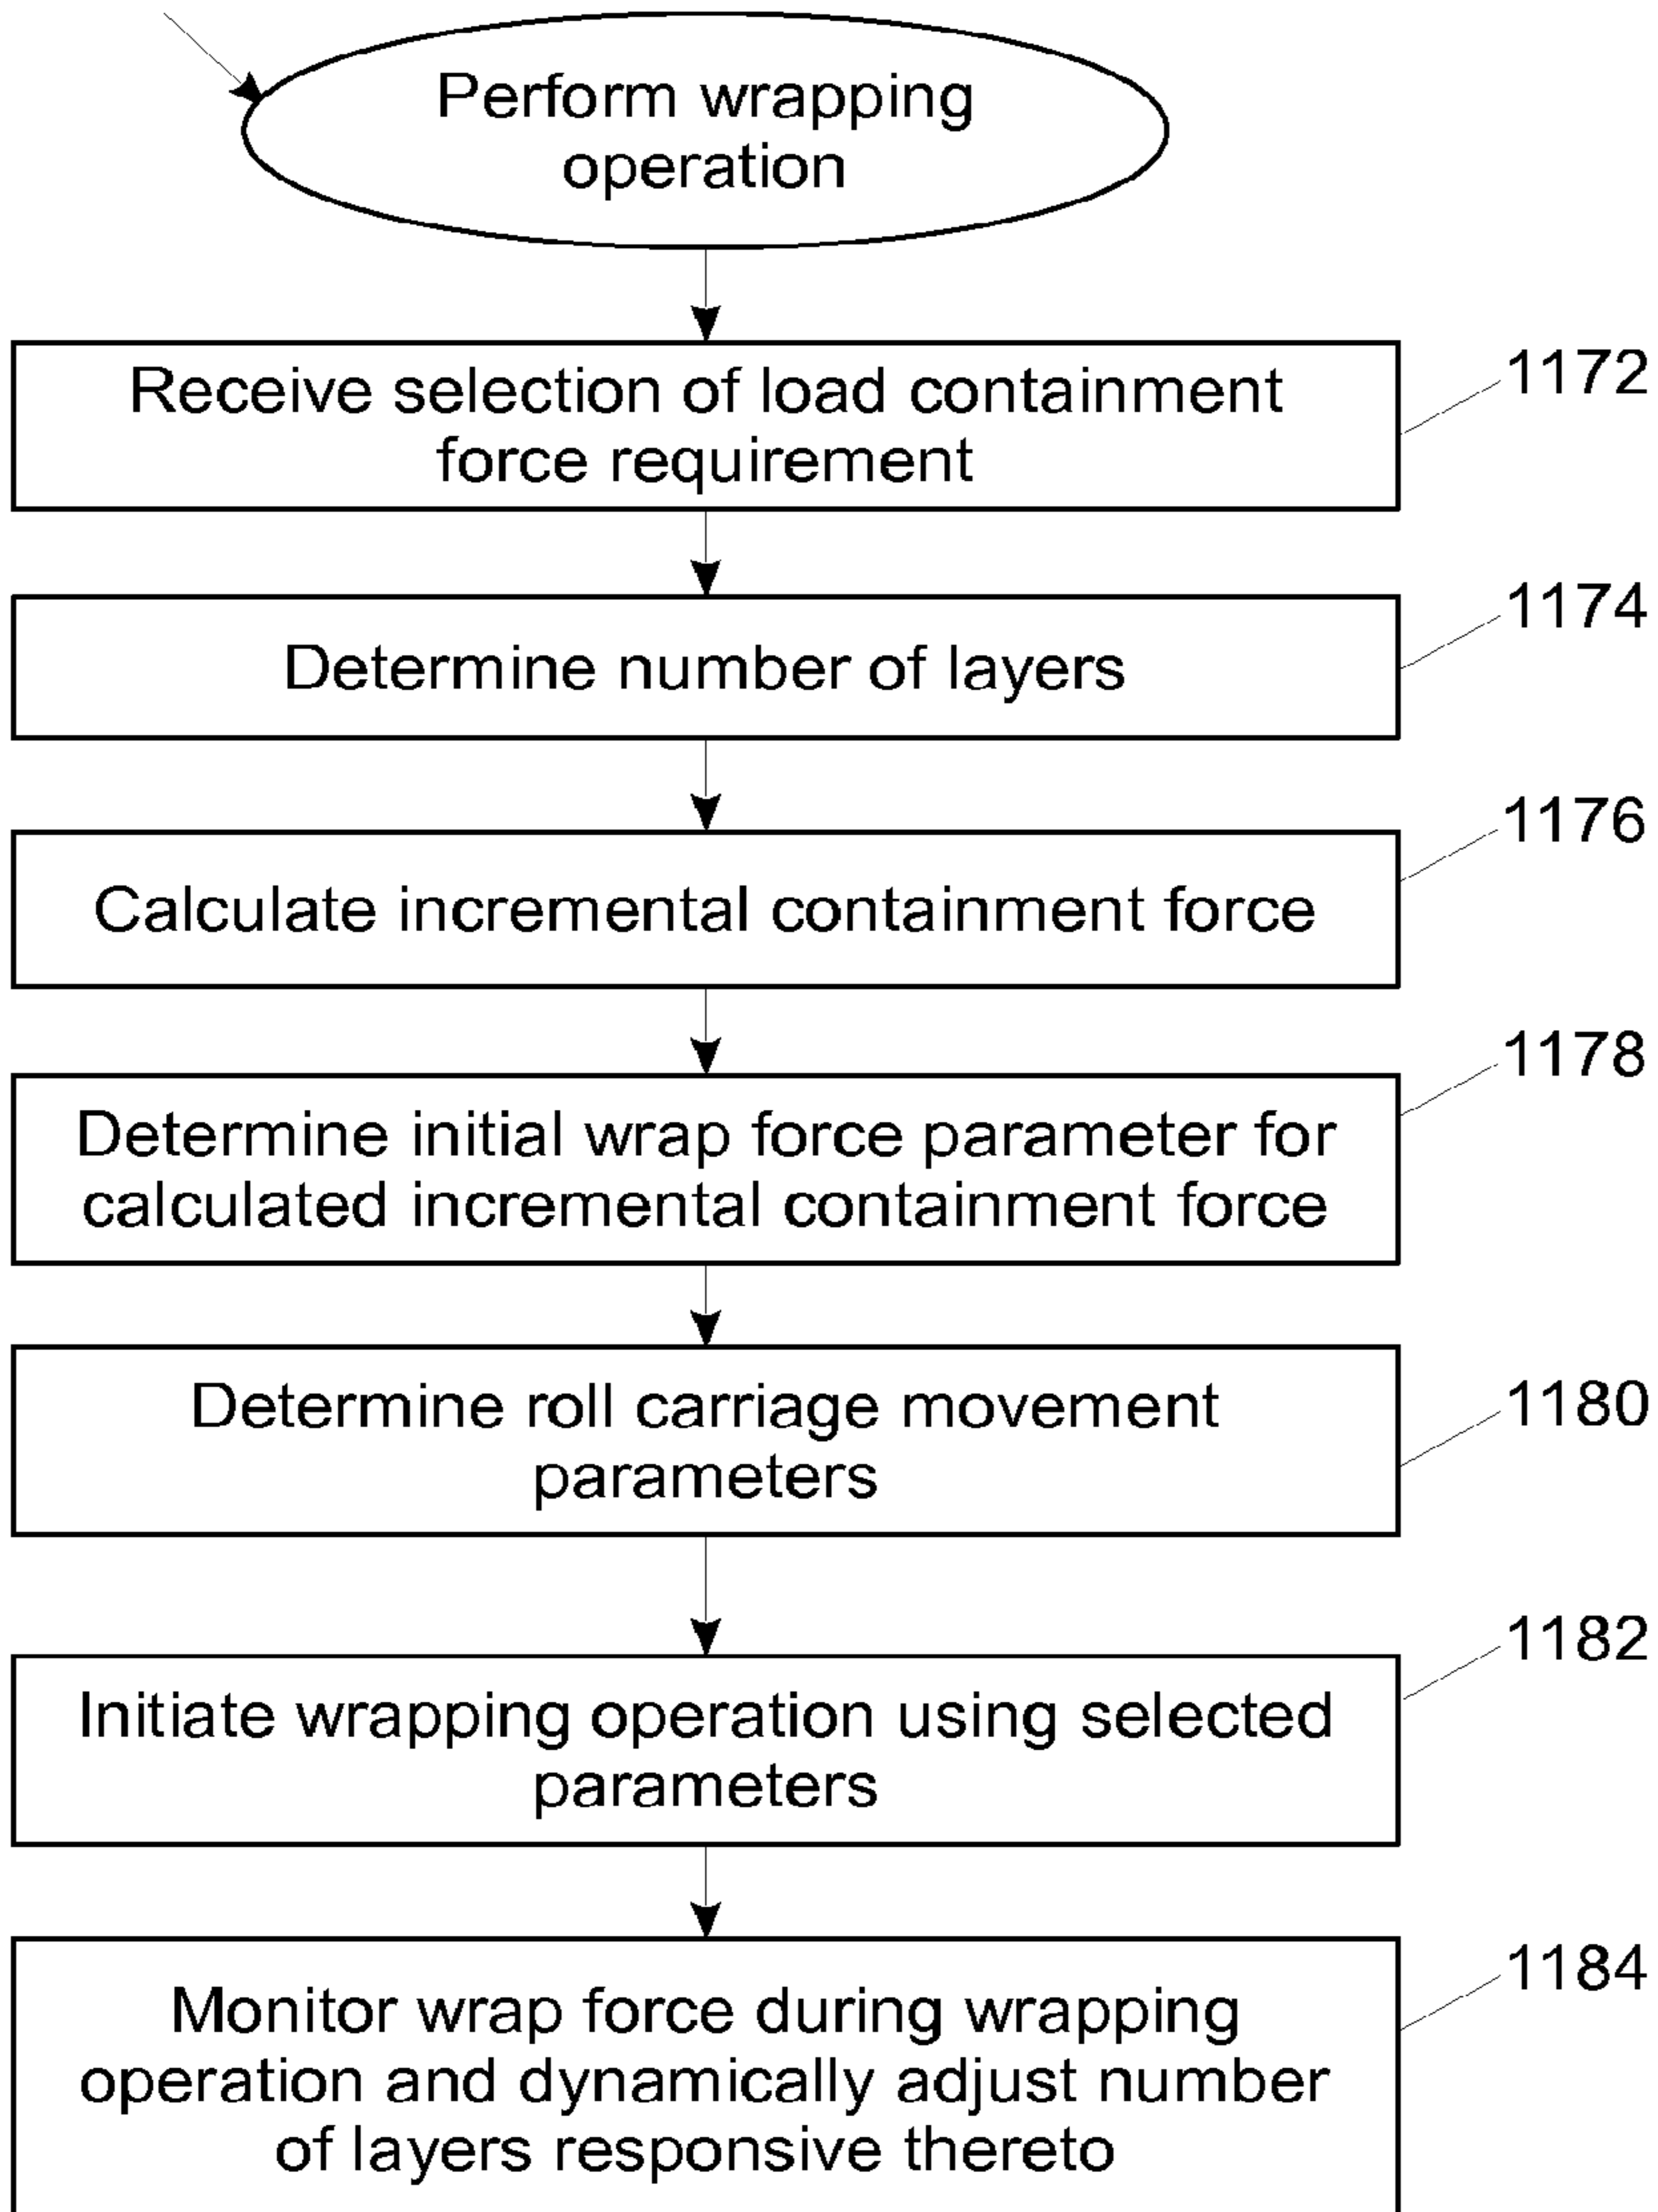 Perform wrapping
operation
Receive selection of load containment
force requirement
1172
Determine number of layers
1174
Calculate incremental containment force
1176
Determine initial wrap force parameter for
calculated incremental containment force
1178
Determine roll carriage movement
parameters
1180
Initiate wrapping operation using selected
parameters
1182
Monitor wrap force during wrapping
operation and dynamically adjust number
of layers responsive thereto
1184